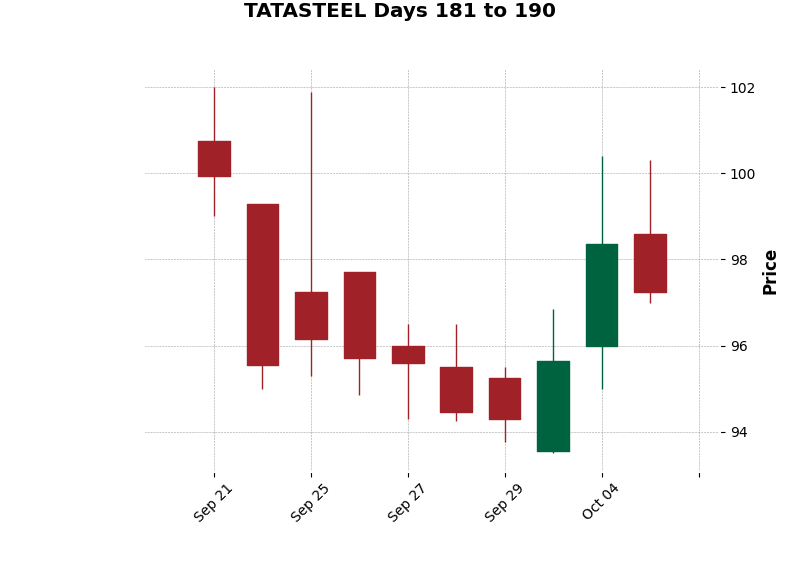 TATASTEEL Days 181 to 190
102
100
98
96
94
Price
Sep 21
Sep 25
Sep 27
Sep 29
Oct 04